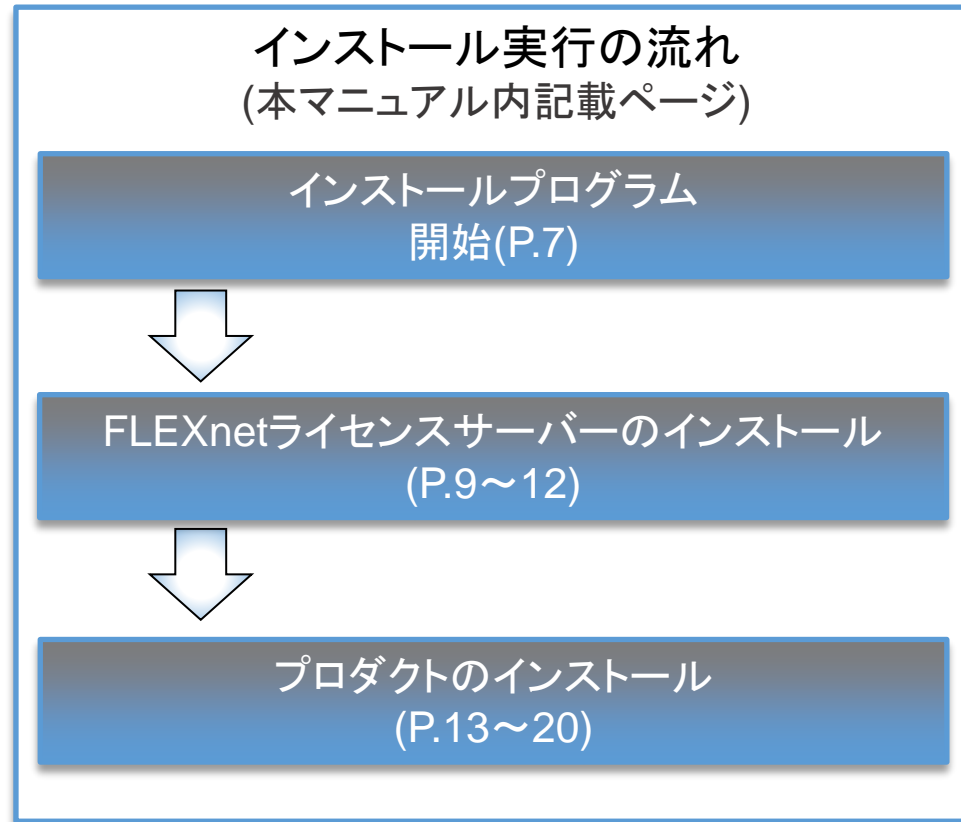 インストール実行の流れ
(本マニュアル内記載ページ)
インストールプログラム
開始(P.7)
FLEXnetライセンスサーバーのインストール
(P.9～12)
プロダクトのインストール
(P.13～20)